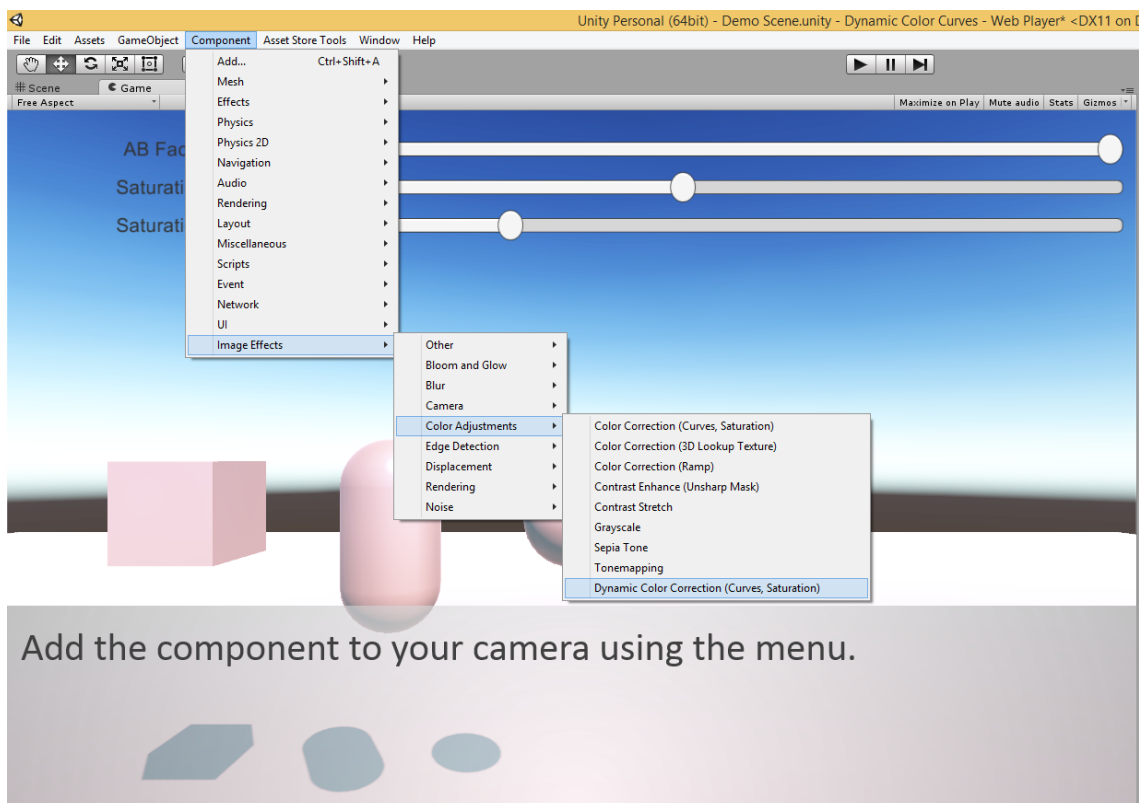 Unity Personal (64bit) - Demo Scene.unity - Dynamic Color Curves - Web Player* <DX11 on
File Edit Assets GameObject Component Asset Store Tools Window Help
# Scene
Game
Free Aspect
Maximize on Play Mute audio Stats Gizmos
AB Fad
Saturati
Saturati
Add... Ctrl+Shift+A
Mesh
Effects
Physics
Physics 2D
Navigation
Audio
Rendering
Layout
Miscellaneous
Scripts
Event
Network
UI
Image Effects
Other
Bloom and Glow
Blur
Camera
Color Adjustments
Edge Detection
Displacement
Rendering
Noise
Color Correction (Curves, Saturation)
Color Correction (3D Lookup Texture)
Color Correction (Ramp)
Contrast Enhance (Unsharp Mask)
Contrast Stretch
Grayscale
Sepia Tone
Tonemapping
Dynamic Color Correction (Curves, Saturation)
Add the component to your camera using the menu.